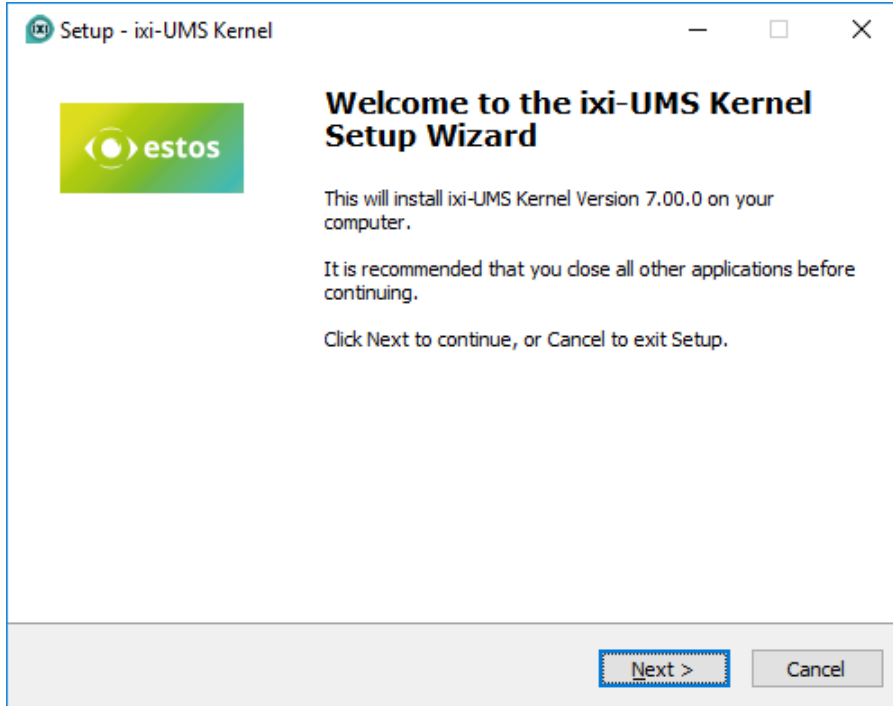 Setup - ixi-UMS Kernel
estos
Welcome to the ixi-UMS Kernel
Setup Wizard
This will install ixi-UMS Kernel Version 7.00.0 on your
computer.
It is recommended that you close all other applications before
continuing.
Click Next to continue, or Cancel to exit Setup.
Next >
Cancel